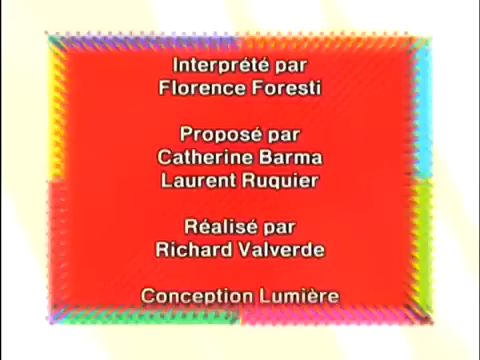 Interprété par
Florence Foresti
Proposé par
Catherine Barma
Laurent Ruquier
Réalisé par
Richard Valverde
Conception Lumière